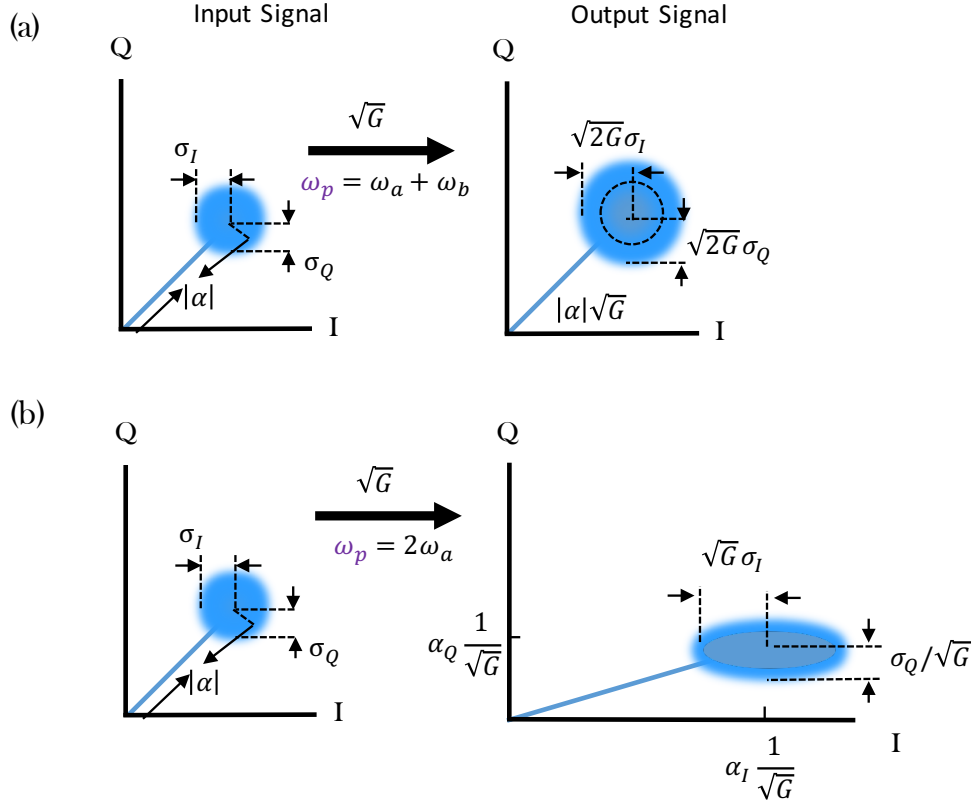 Input Signal
Output Signal
(a)
Q
Q
√G
√2G σ_I
σ_I
ω_p = ω_a + ω_b
σ_Q
√2G σ_Q
|α|
|α|√G
I
I
(b)
Q
Q
√G
σ_I
ω_p = 2ω_a
√G σ_I
α_Q 1/√G
σ_Q
σ_Q/√G
|α|
I
I
α_I 1/√G